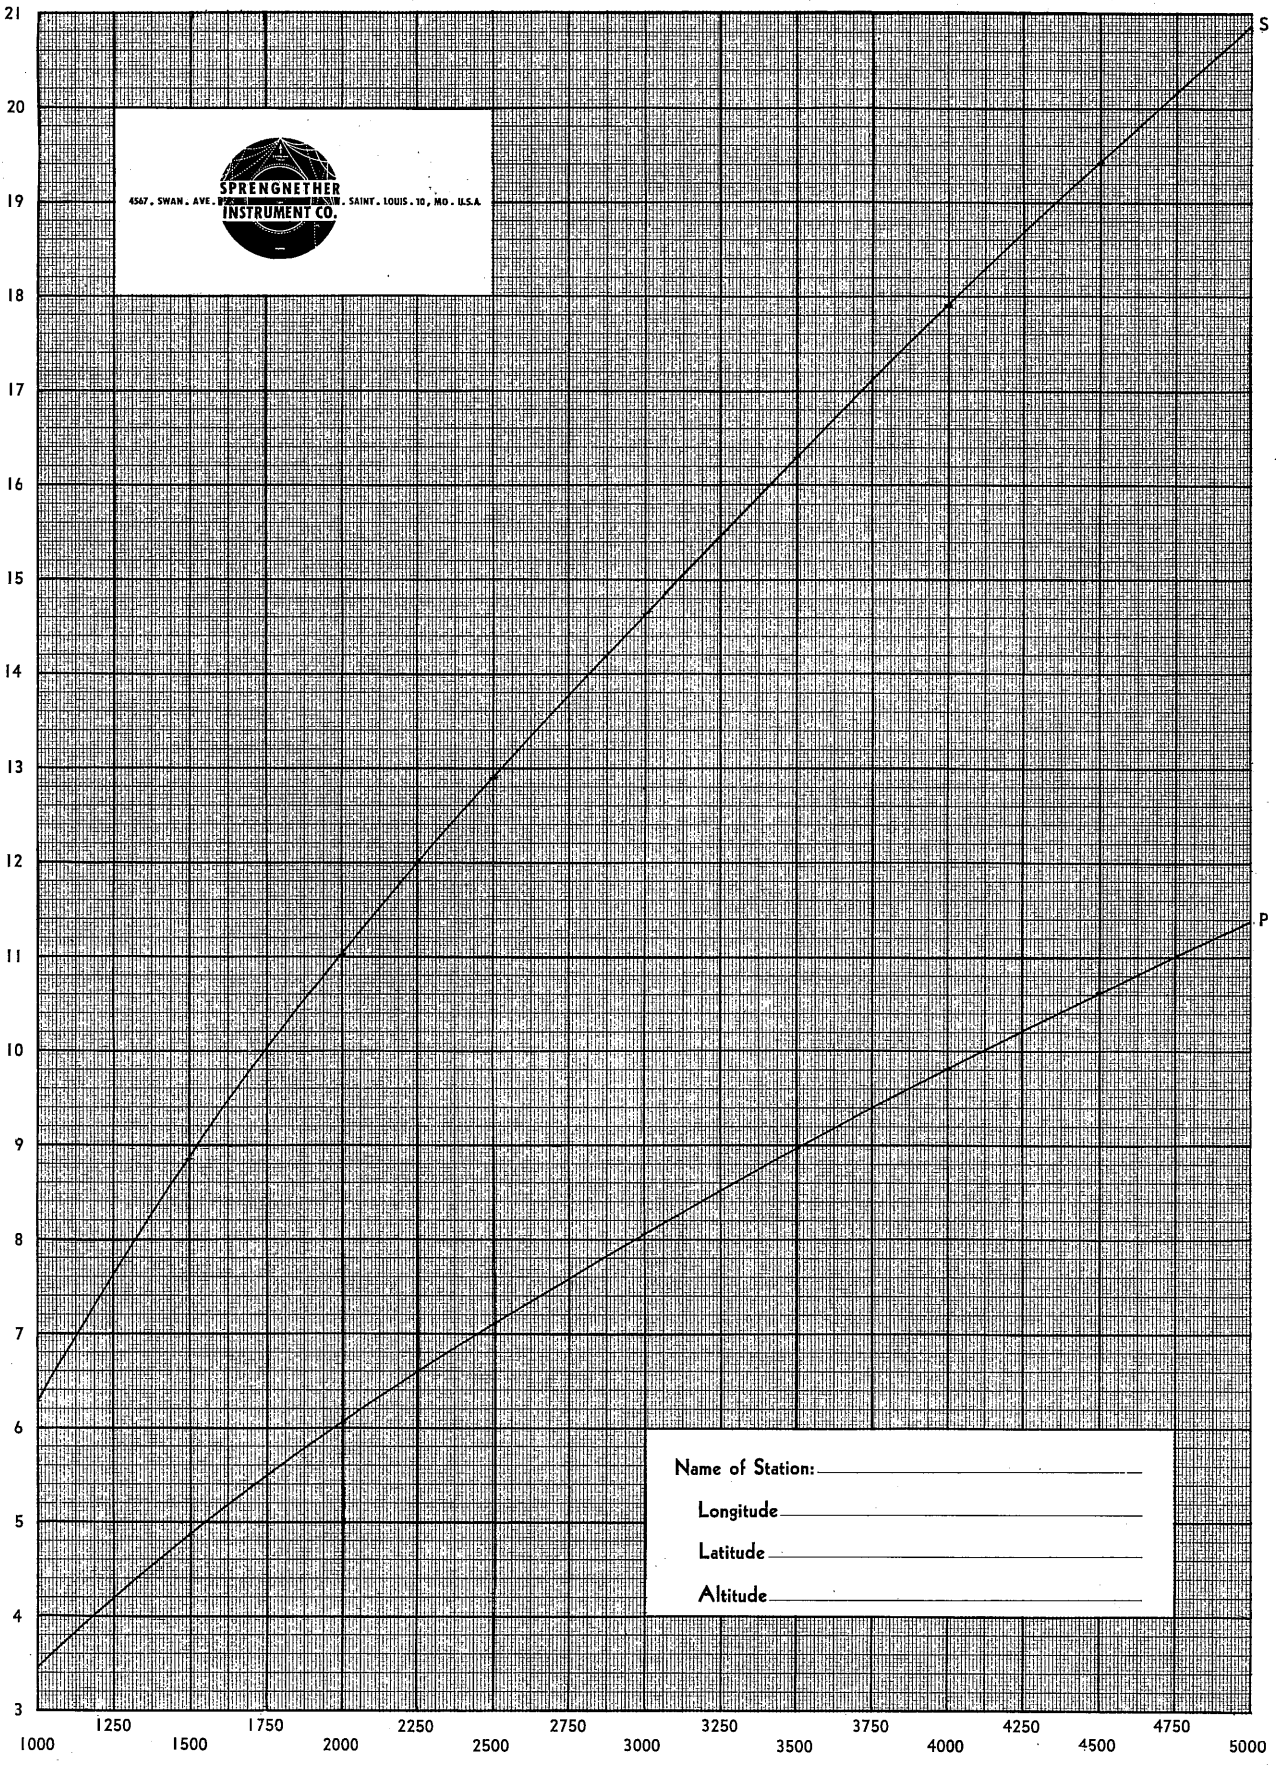 21
S
20
SPRENGNETHER
4567 . SWAN . AVE . . SAINT . LOUIS . 10 , MO . U.S.A.
INSTRUMENT CO.
19
18
17
16
15
14
13
12
P
11
10
9
8
7
6
Name of Station:
Longitude
5
Latitude
Altitude
4
3
1250 1750 2250 2750 3250 3750 4250 4750
1000 1500 2000 2500 3000 3500 4000 4500 5000